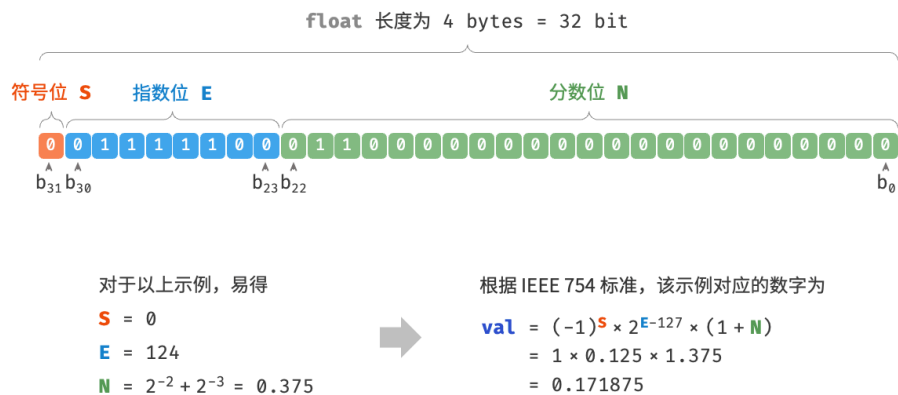 float 长度为 4 bytes = 32 bit
符号位 S 指数位 E 分数位 N
0 0 1 1 1 1 1 0 0 0 1 1 0 0 0 0 0 0 0 0 0 0 0 0 0 0 0 0 0 0 0 0
b₃₁ b₃₀ b₂₃ b₂₂ b₀
对于以上示例，易得
S = 0
E = 124
N = 2⁻² + 2⁻³ = 0.375
根据 IEEE 754 标准，该示例对应的数字为
val = (-1)ˢ × 2ᴱ⁻¹²⁷ × (1 + N)
= 1 × 0.125 × 1.375
= 0.171875